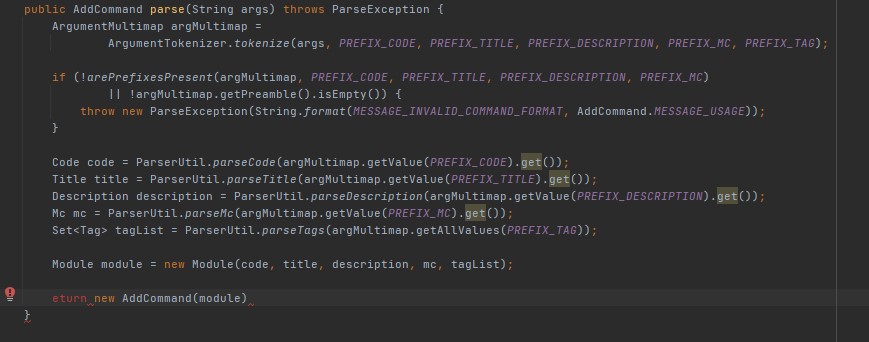 public AddCommand parse(String args) throws ParseException {
ArgumentMultimap argMultimap =
ArgumentTokenizer.tokenize(args, PREFIX_CODE, PREFIX_TITLE, PREFIX_DESCRIPTION, PREFIX_MC, PREFIX_TAG);
if (!arePrefixesPresent(argMultimap, PREFIX_CODE, PREFIX_TITLE, PREFIX_DESCRIPTION, PREFIX_MC)
|| !argMultimap.getPreamble().isEmpty()) {
throw new ParseException(String.format(MESSAGE_INVALID_COMMAND_FORMAT, AddCommand.MESSAGE_USAGE));
}
Code code = ParserUtil.parseCode(argMultimap.getValue(PREFIX_CODE).get());
Title title = ParserUtil.parseTitle(argMultimap.getValue(PREFIX_TITLE).get());
Description description = ParserUtil.parseDescription(argMultimap.getValue(PREFIX_DESCRIPTION).get());
Mc mc = ParserUtil.parseMc(argMultimap.getValue(PREFIX_MC).get());
Set<Tag> tagList = ParserUtil.parseTags(argMultimap.getAllValues(PREFIX_TAG));
Module module = new Module(code, title, description, mc, tagList);
eturn new AddCommand(module)
}